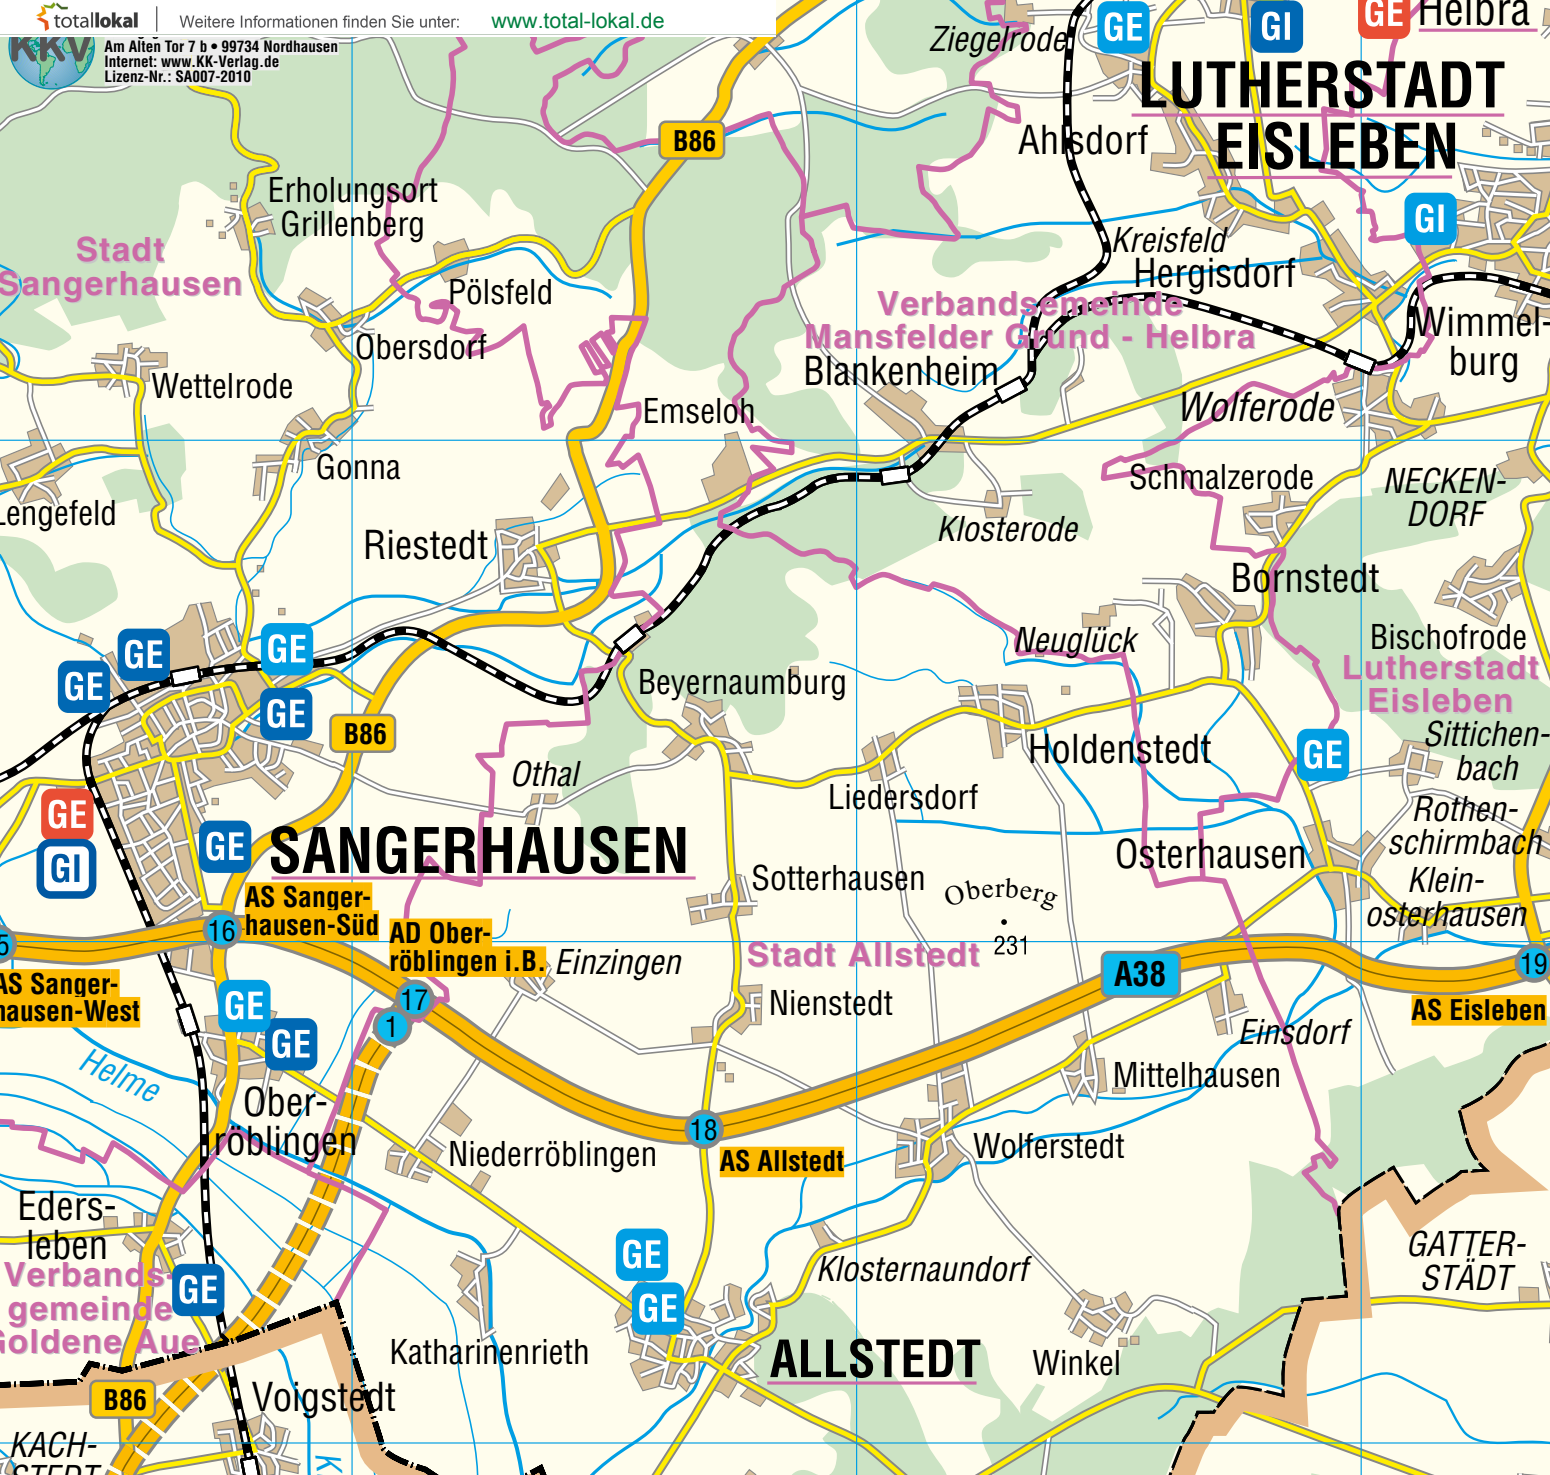 totallokal
Weitere Informationen finden Sie unter: www.total-lokal.de
KKV
Am Alten Tor 7 b • 99734 Nordhausen
Internet: www.KK-Verlag.de
Lizenz-Nr.: SA007-2010
Ziegelrode
GE
GI
GE
Helbra
LUTHERSTADT
EISLEBEN
B86
Ahlsdorf
Erholungsort
Grillenberg
GI
Stadt
Sangerhausen
Kreisfeld
Hergisdorf
Pölsfeld
Verbandsemeinde
Mansfelder Grund - Helbra
Wimmel-
burg
Obersdorf
Blankenheim
Wettelrode
Emseloh
Wolferode
Gonna
Schmalzerode
NECKEN-
DORF
Lengefeld
Klosterode
Riestedt
Bornstedt
Bischofrode
GE
GE
GE
GE
Neuglück
Lutherstadt
Eisleben
Beyernaumburg
B86
Sittichen-
bach
GE
Holdenstedt
Othal
Liedersdorf
GE
GI
Rothen-
schirmbach
GE
SANGERHAUSEN
Osterhausen
Sotterhausen
Oberberg
231
Klein-
osterhausen
AS Sanger-
hausen-Süd
16
AD Ober-
röblingen i.B.
5
Einzingen
Stadt Allstedt
A38
19
AS Sanger-
hausen-West
17
1
Nienstedt
AS Eisleben
GE
GE
Einsdorf
Helme
Mittelhausen
Ober-
röblingen
18
Niederröblingen
AS Allstedt
Wolferstedt
Eders-
leben
GE
Klosternaundorf
GATTER-
STÄDT
Verbands-
gemeinde
Goldene Aue
GE
GE
Katharinenrieth
ALLSTEDT
Winkel
B86
Voigstedt
KACH-
STEDT
K